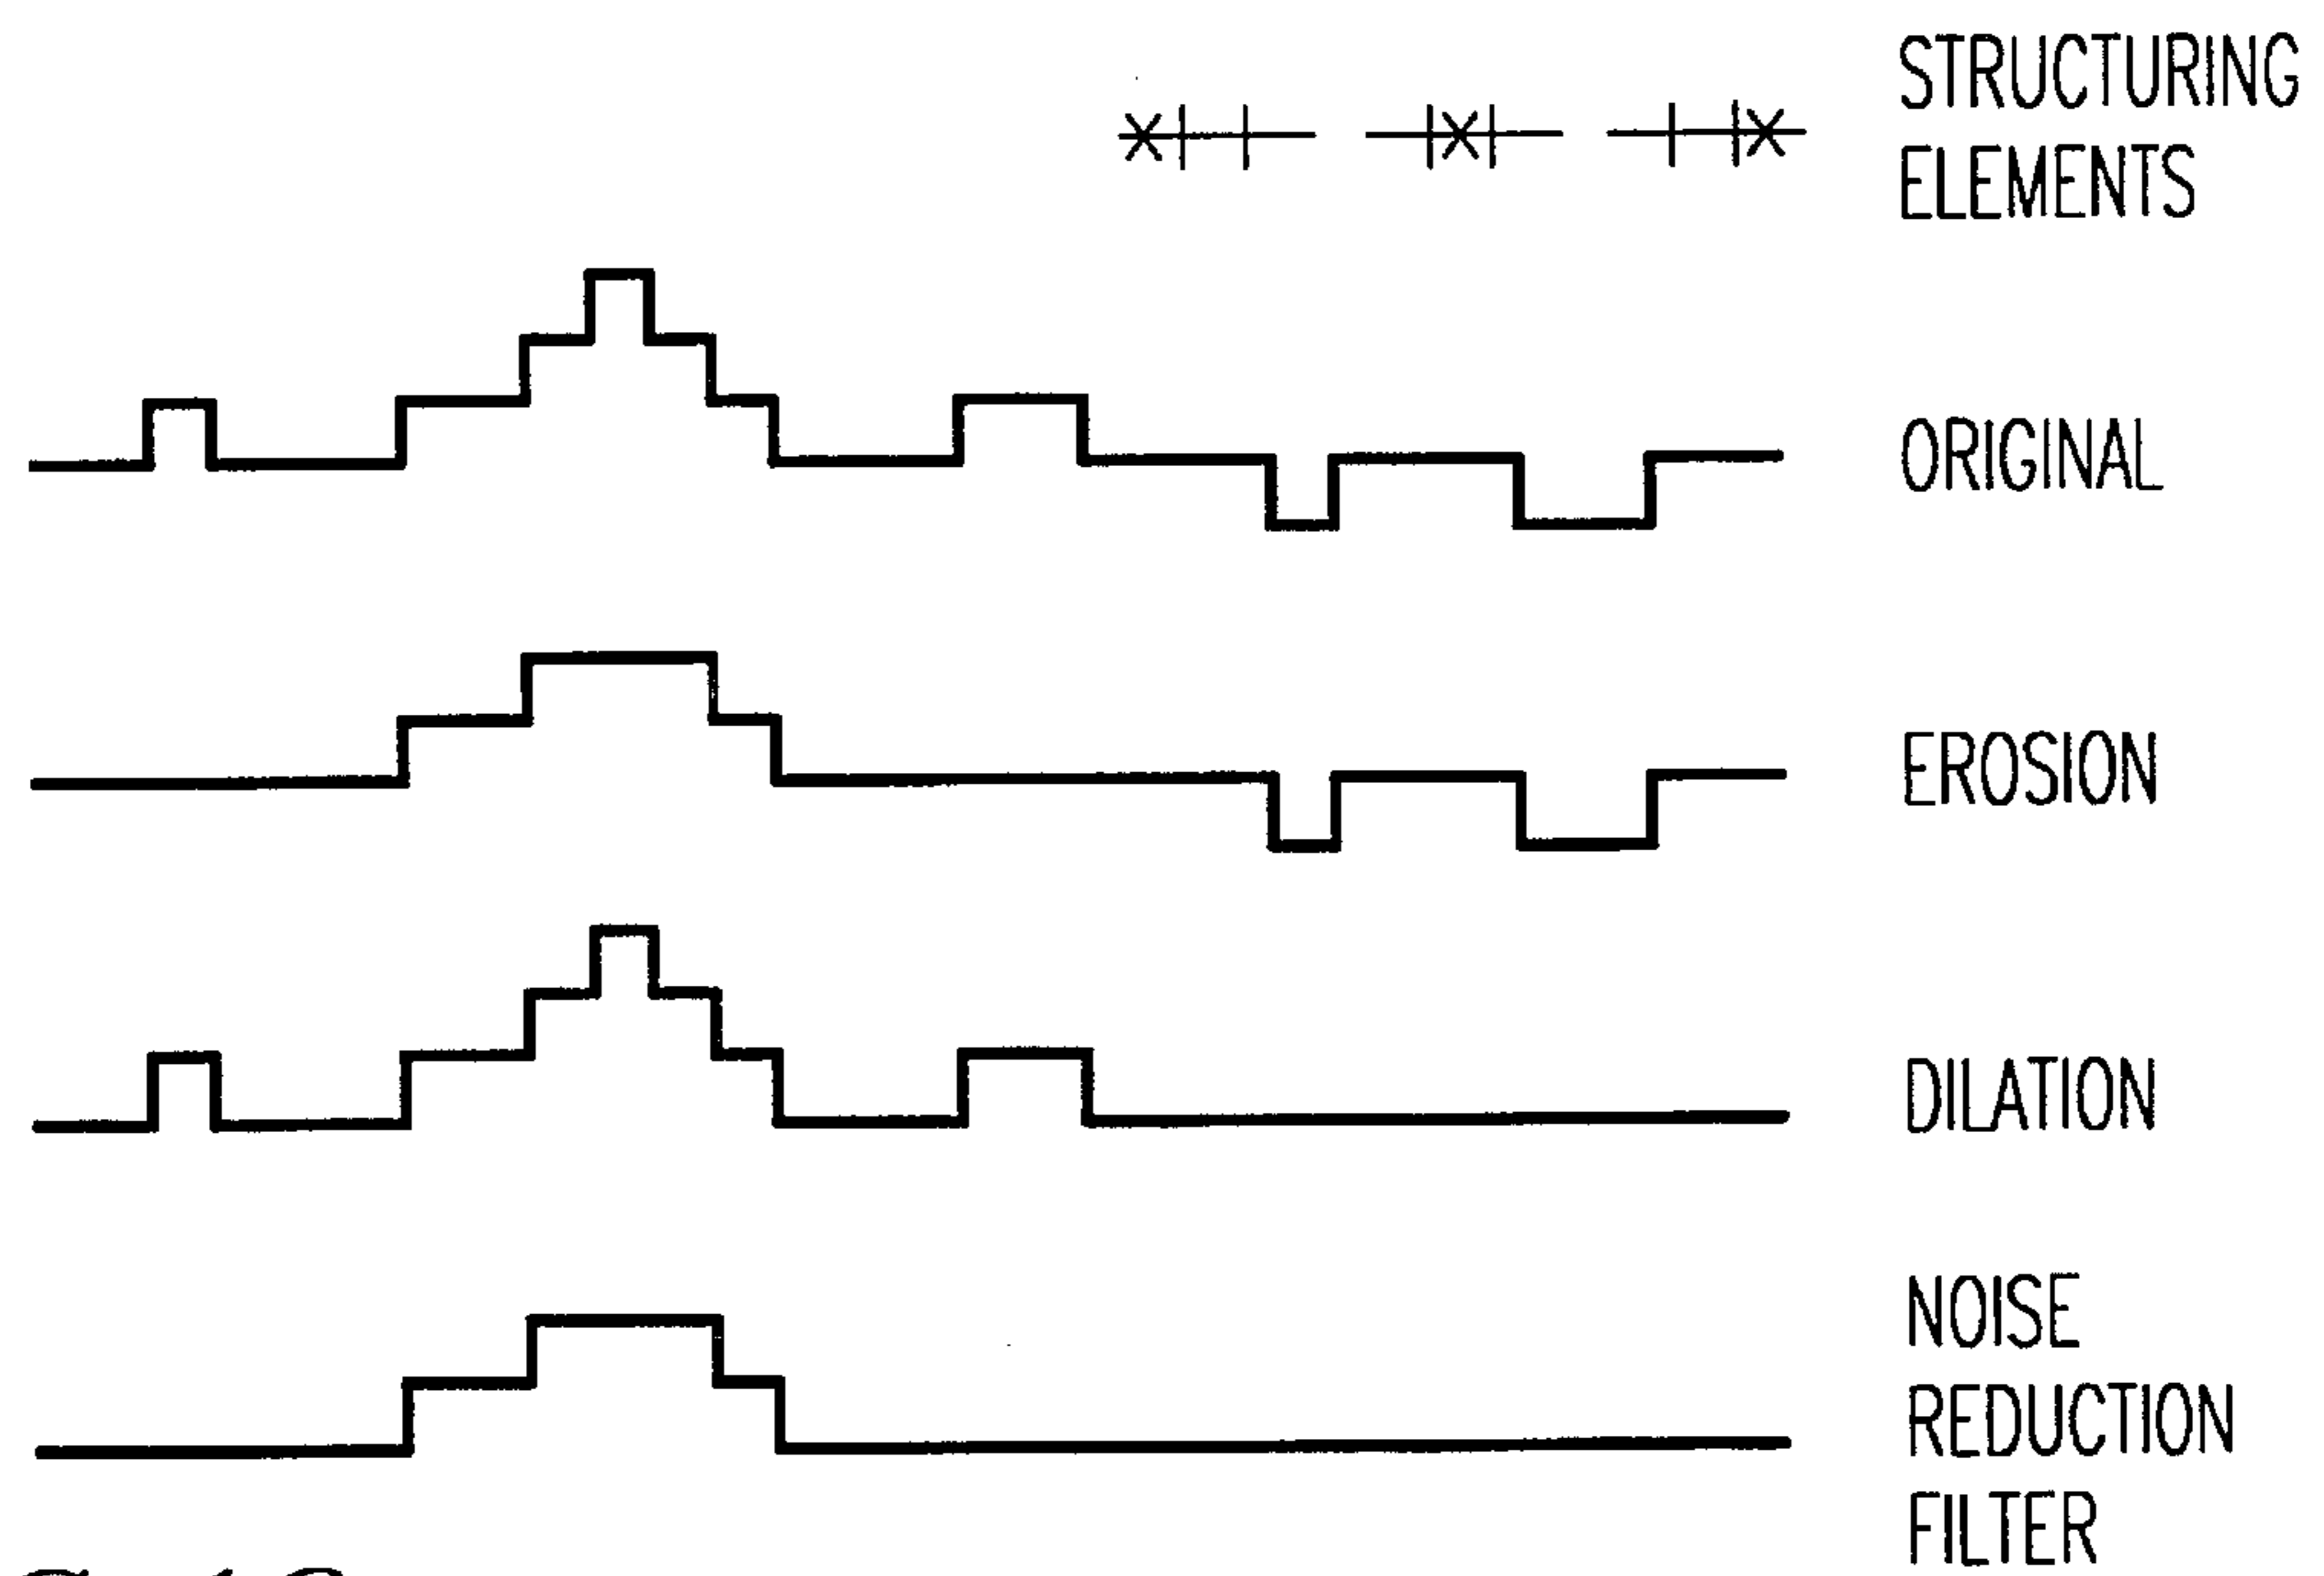 STRUCTURING
ELEMENTS
ORIGINAL
EROSION
DILATION
NOISE
REDUCTION
FILTER